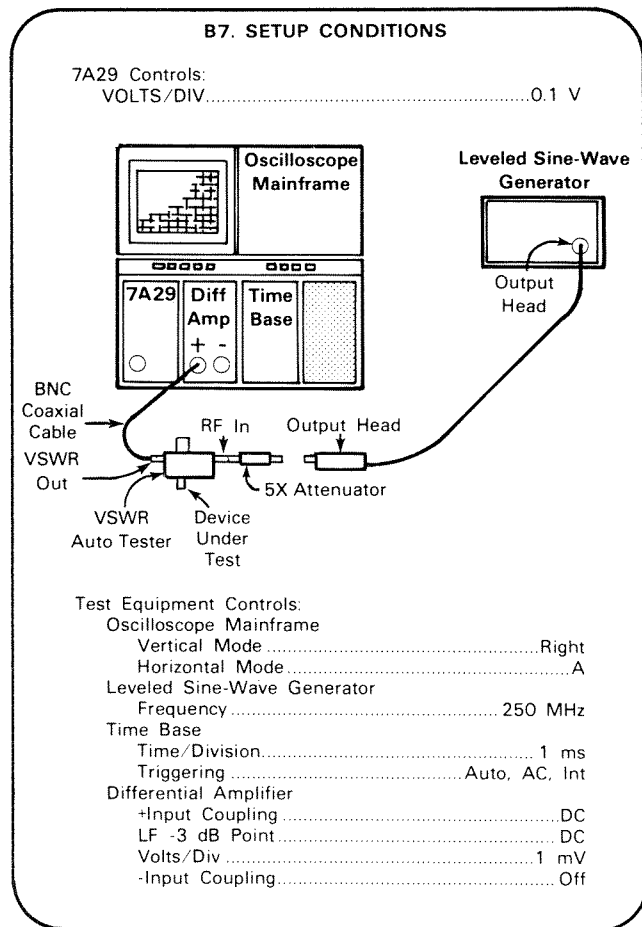 B7. SETUP CONDITIONS
7A29 Controls:
VOLTS/DIV..........0.1 V
Oscilloscope
Mainframe
Leveled Sine-Wave
Generator
Output
Head
7A29
Diff
Amp
+ -
Time
Base
BNC
Coaxial
Cable
VSWR
Out
RF In
Output Head
5X Attenuator
VSWR
Auto Tester
Device
Under
Test
Test Equipment Controls:
Oscilloscope Mainframe
Vertical Mode..........Right
Horizontal Mode..........A
Leveled Sine-Wave Generator
Frequency..........250 MHz
Time Base
Time/Division..........1 ms
Triggering..........Auto, AC, Int
Differential Amplifier
+Input Coupling..........DC
LF -3 dB Point..........DC
Volts/Div..........1 mV
-Input Coupling..........Off